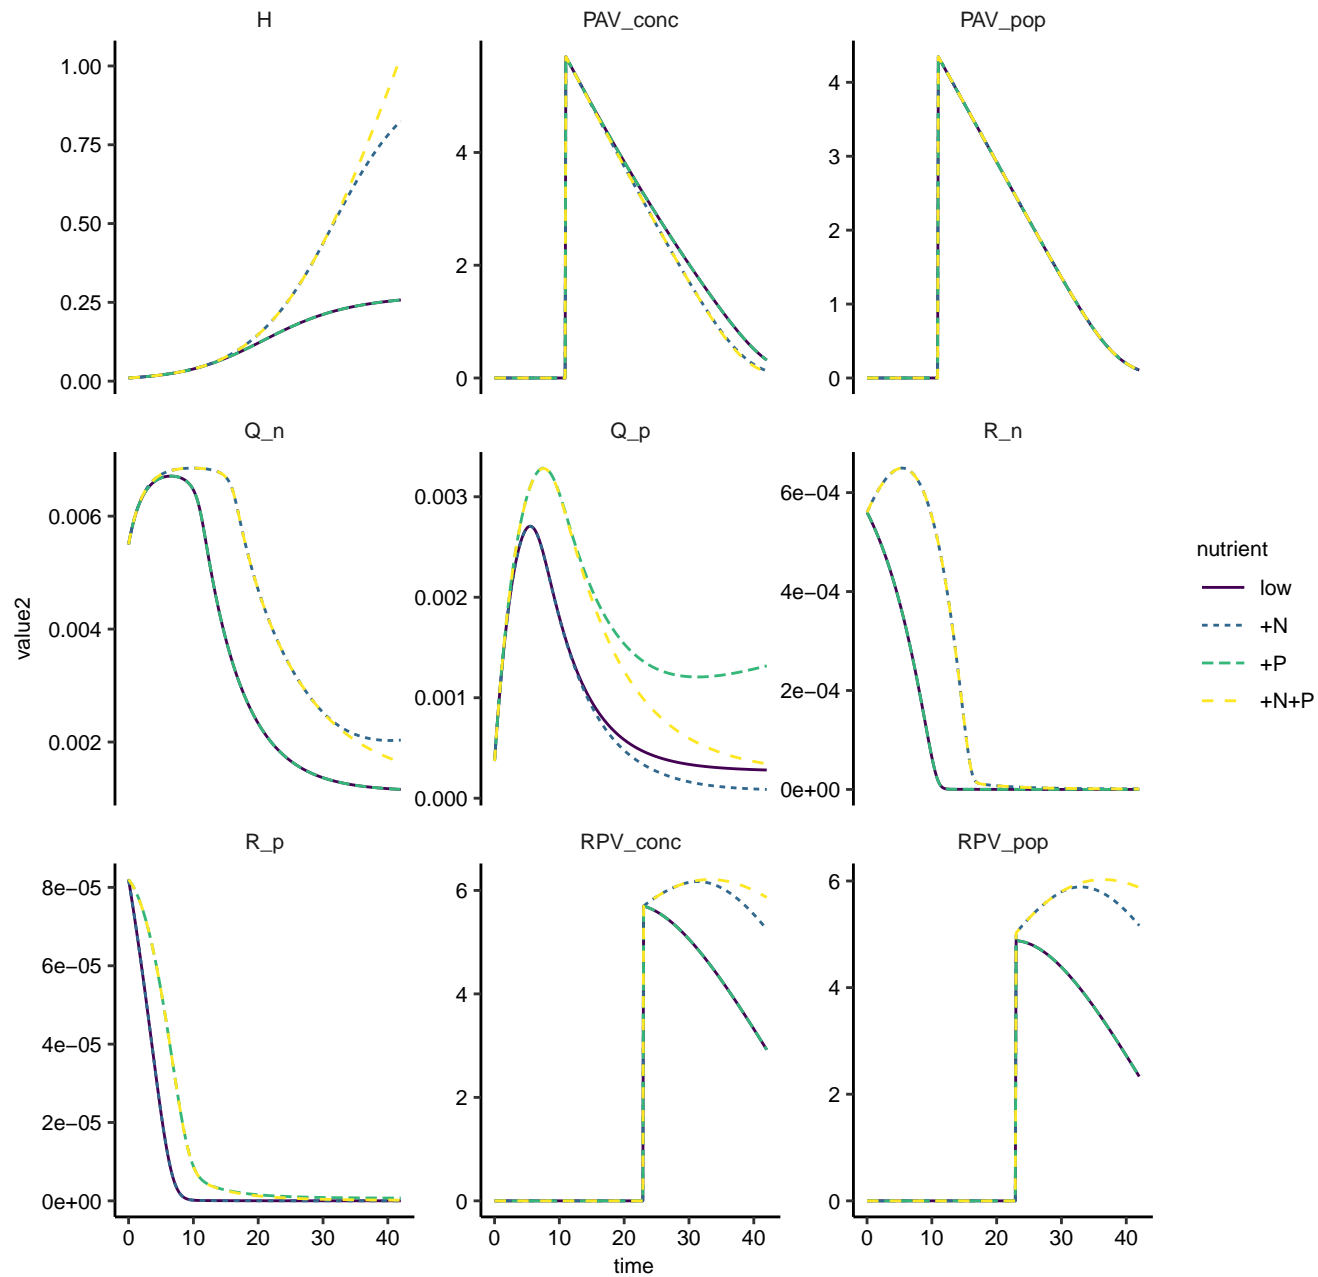 H
PAV_conc
PAV_pop
1.00
0.75
0.50
0.25
0.00
4
2
0
4
3
2
1
0
Q_n
Q_p
R_n
0.006
0.004
0.002
0.003
0.002
0.001
0.000
6e−04
4e−04
2e−04
0e+00
R_p
RPV_conc
RPV_pop
8e−05
6e−05
4e−05
2e−05
0e+00
6
4
2
0
6
4
2
0
0 10 20 30 40
0 10 20 30 40
0 10 20 30 40
time
value2
nutrient
low
+N
+P
+N+P